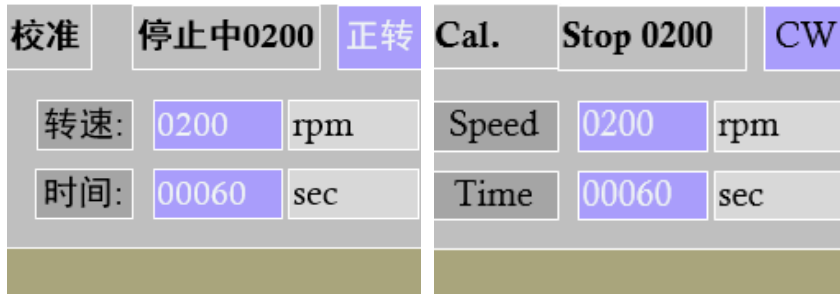 校准 停止中0200 正转
转速: 0200 rpm
时间: 00060 sec
Cal. Stop 0200 CW
Speed 0200 rpm
Time 00060 sec